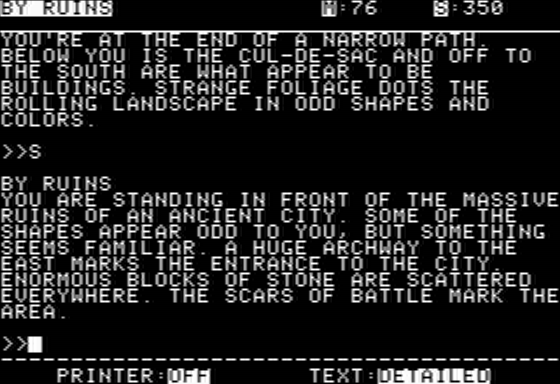 BY RUINS M:76 S:350
YOU'RE AT THE END OF A NARROW PATH.
BELOW YOU IS THE CUL-DE-SAC AND OFF TO
THE SOUTH ARE WHAT APPEAR TO BE
BUILDINGS. STRANGE FOLIAGE DOTS THE
ROLLING LANDSCAPE IN ODD SHAPES AND
COLORS.
>>S
BY RUINS
YOU ARE STANDING IN FRONT OF THE MASSIVE
RUINS OF AN ANCIENT CITY. SOME OF THE
SHAPES APPEAR ODD TO YOU, BUT SOMETHING
SEEMS FAMILIAR. A HUGE ARCHWAY TO THE
EAST MARKS THE ENTRANCE TO THE CITY.
ENORMOUS BLOCKS OF STONE ARE SCATTERED
EVERYWHERE. THE SCARS OF BATTLE MARK THE
AREA.
>>
PRINTER:OFF TEXT:DETAILED